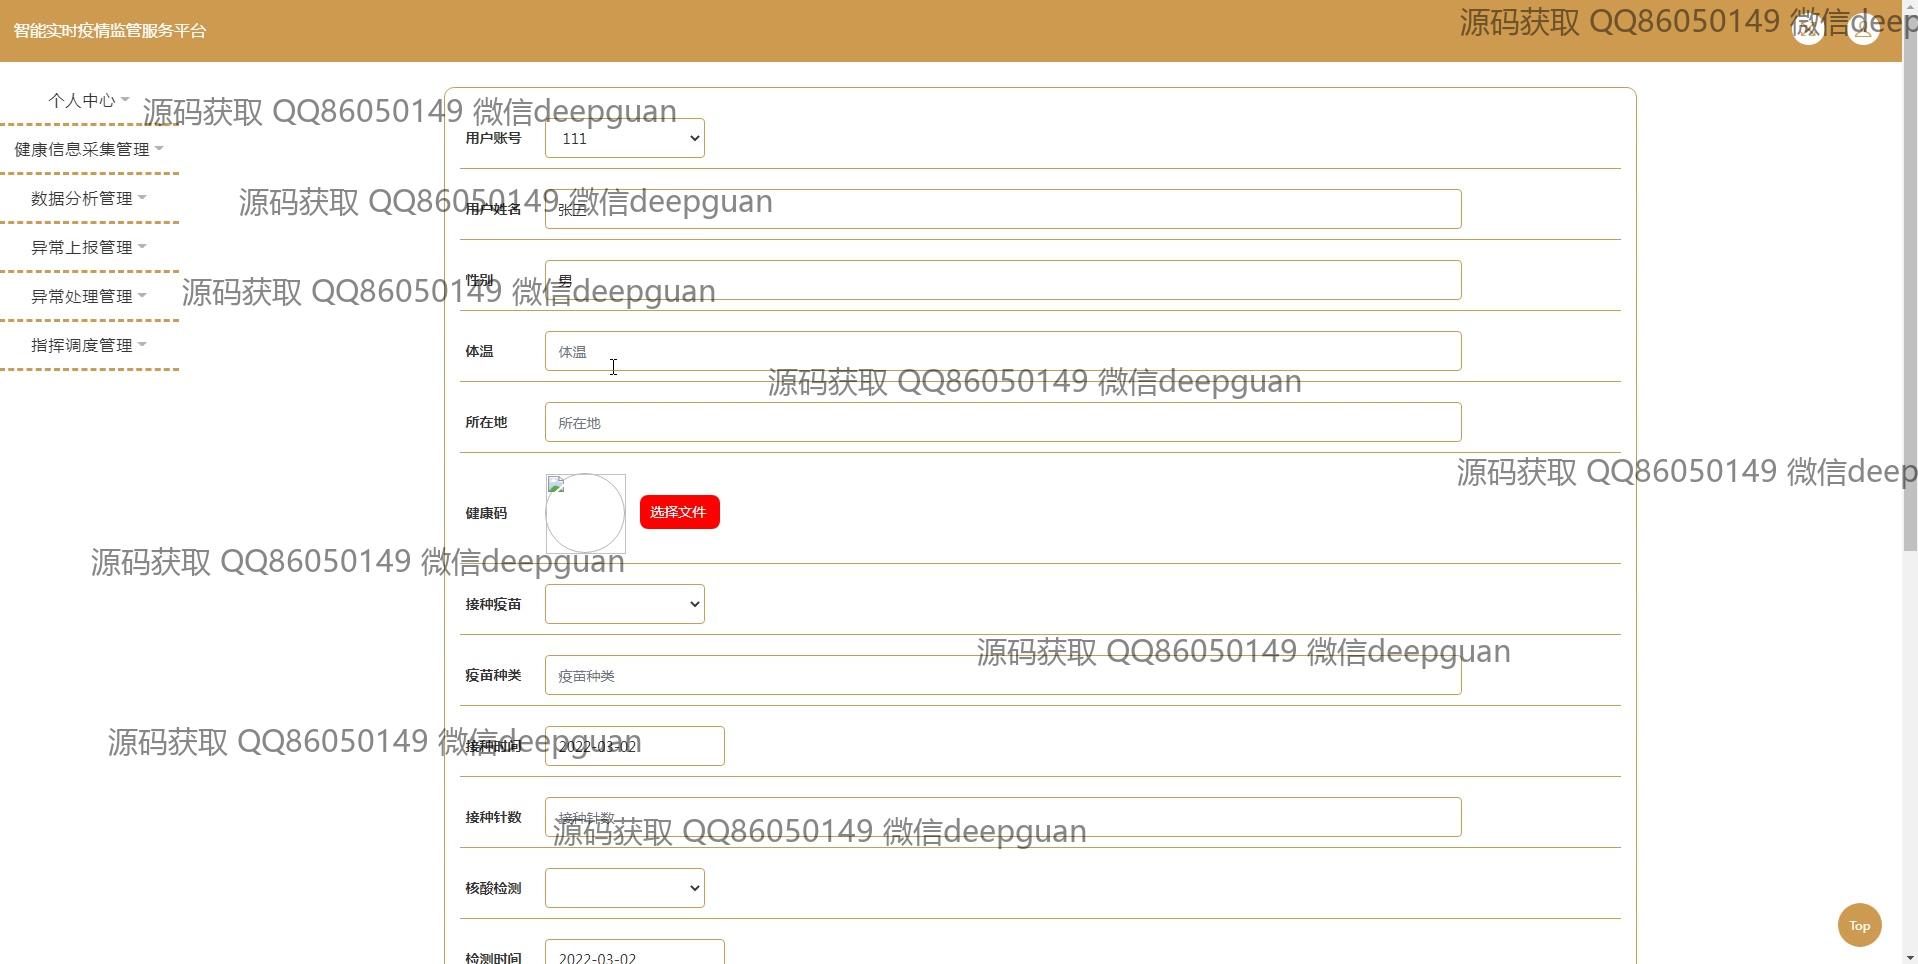 智能实时疫情监管服务平台
源码获取 QQ86050149 微信deep
个人中心
源码获取 QQ86050149 微信deepguan
用户账号
111
健康信息采集管理
数据分析管理
源码获取 QQ86050149 微信deepguan
用户姓名
异常上报管理
异常处理管理
源码获取 QQ86050149 微信deepguan
性别
男
指挥调度管理
体温
体温
源码获取 QQ86050149 微信deepguan
所在地
所在地
源码获取 QQ86050149 微信deep
健康码
选择文件
源码获取 QQ86050149 微信deepguan
接种疫苗
源码获取 QQ86050149 微信deepguan
疫苗种类
疫苗种类
源码获取 QQ86050149 微信deepguan
接种时间
2022-03-02
接种针数
接种针数
源码获取 QQ86050149 微信deepguan
核酸检测
Top
检测时间
2022-03-02